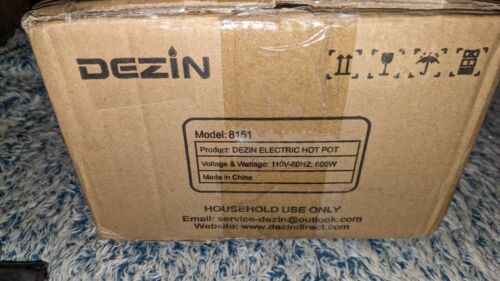 DEZIN
Model: 8151
Product: DEZIN ELECTRIC HOT POT
Voltage & Wattage: 110V-60HZ; 600W
Made in China
HOUSEHOLD USE ONLY
Email: service-dezin@outlook.com
Website: www.dezindirect.com